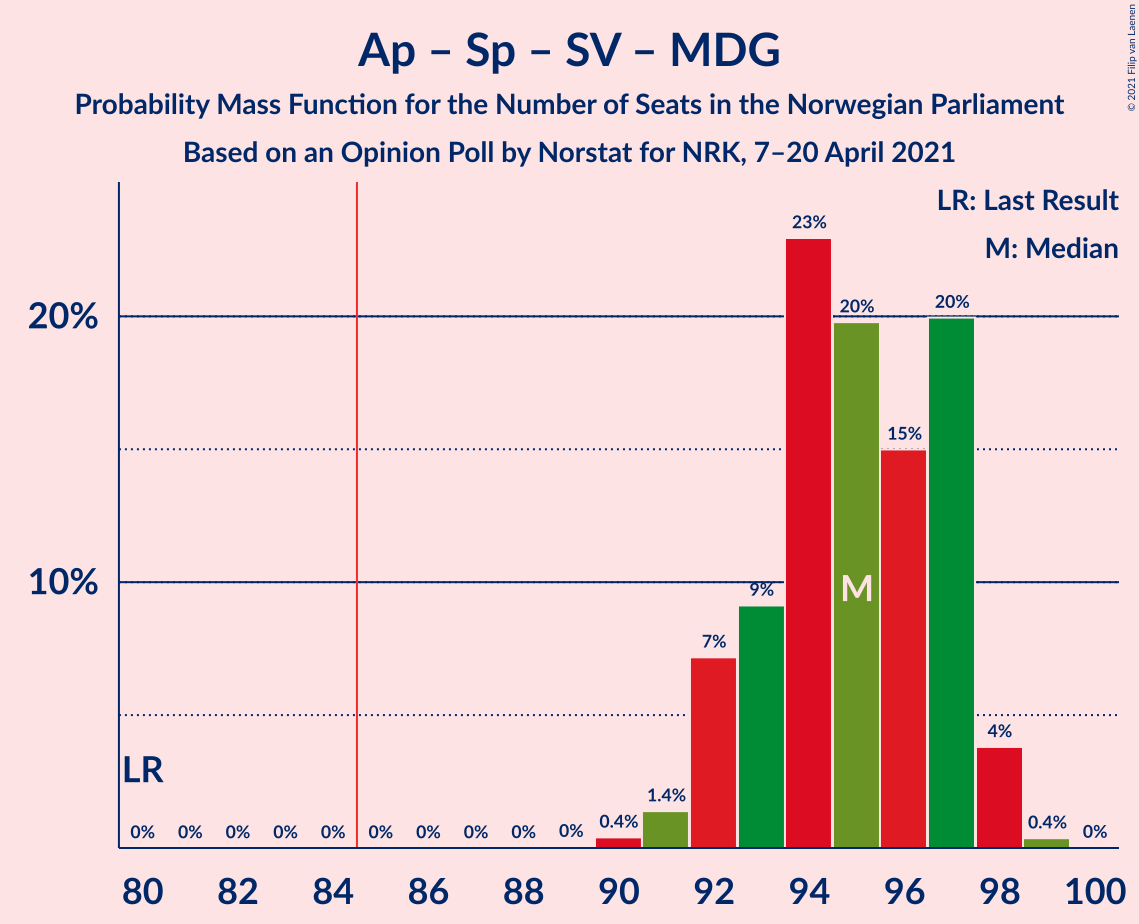 Ap – Sp – SV – MDG
Probability Mass Function for the Number of Seats in the Norwegian Parliament
Based on an Opinion Poll by Norstat for NRK, 7–20 April 2021
© 2021 Filip van Laenen
LR: Last Result
M: Median
23%
20%
20%
20%
15%
10%
9%
M
7%
4%
LR
1.4%
0% 0% 0% 0% 0% 0% 0% 0% 0% 0% 0.4% 0.4% 0%
80 82 84 86 88 90 92 94 96 98 100